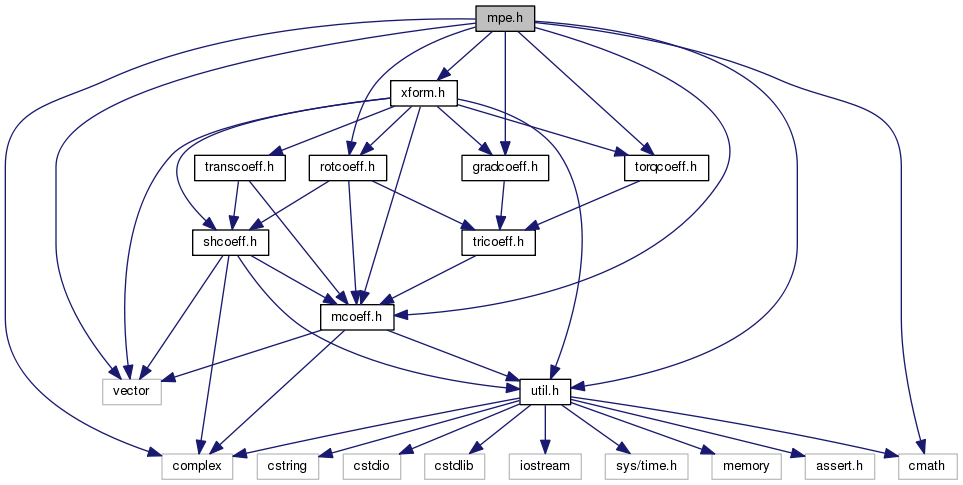 mpe.h
xform.h
transcoeff.h
rotcoeff.h
gradcoeff.h
torqcoeff.h
shcoeff.h
tricoeff.h
mcoeff.h
vector
util.h
complex
cstring
cstdio
cstdlib
iostream
sys/time.h
memory
assert.h
cmath